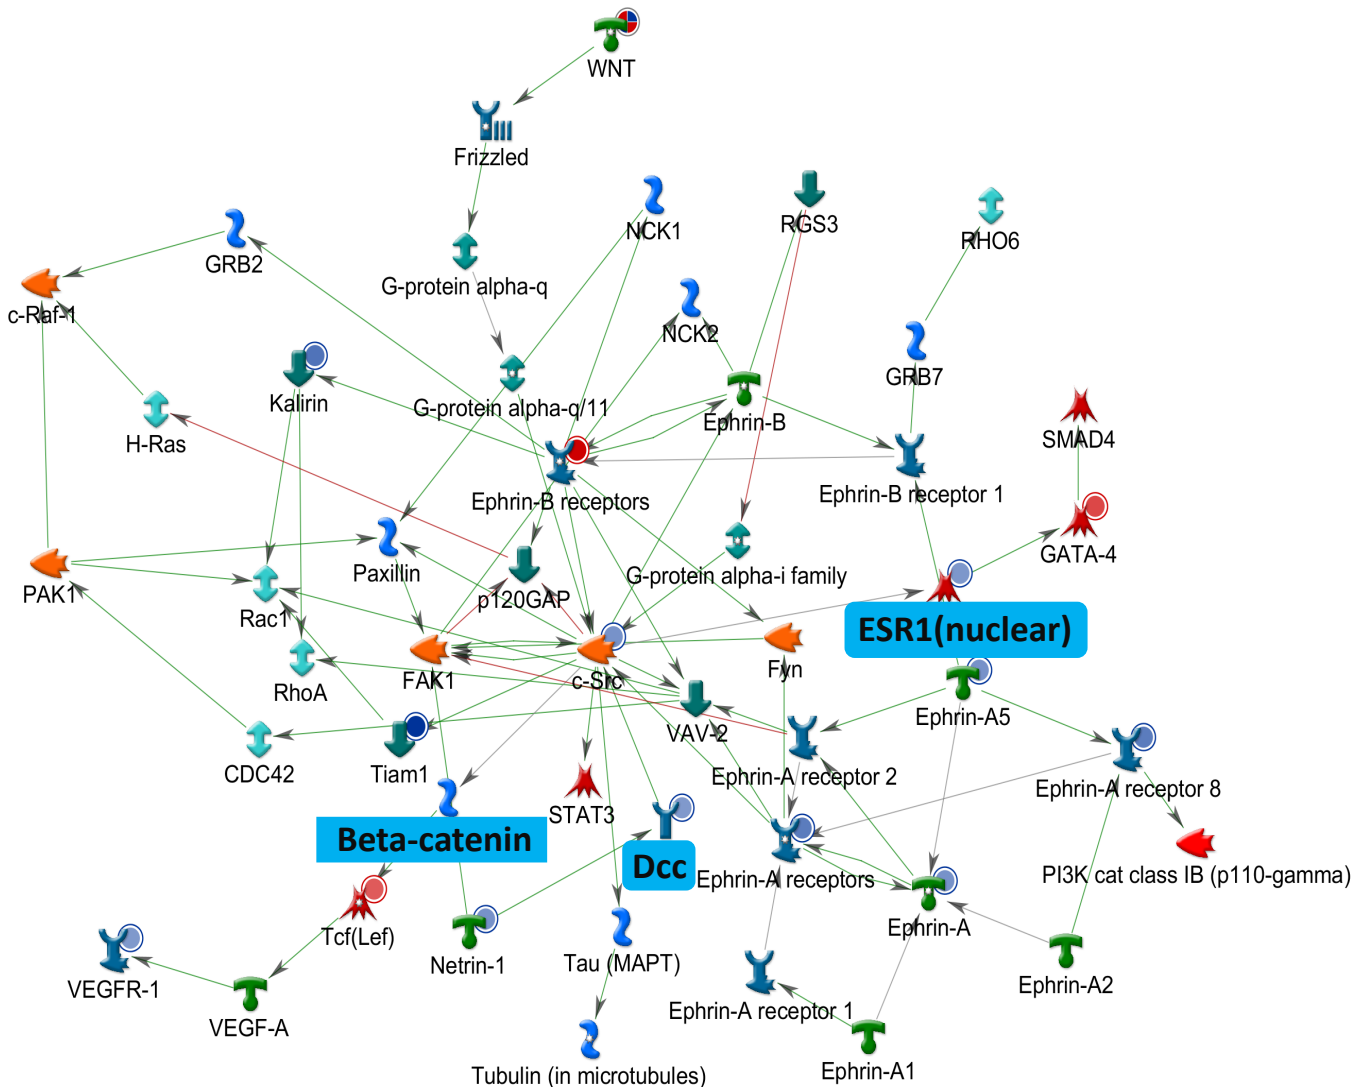 WNT
Frizzled
NCK1
RGS3
RHO6
GRB2
G-protein alpha-q
c-Raf-1
NCK2
GRB7
Kalirin
G-protein alpha-q/11
Ephrin-B
H-Ras
SMAD4
Ephrin-B receptors
Ephrin-B receptor 1
GATA-4
Paxillin
G-protein alpha-i family
PAK1
p120GAP
Rac1
ESR1(nuclear)
FAK1
c-Src
Fyn
RhoA
Ephrin-A5
VAV-2
CDC42
Tiam1
Ephrin-A receptor 2
Ephrin-A receptor 8
STAT3
Beta-catenin
Dcc
Ephrin-A receptors
PI3K cat class IB (p110-gamma)
Tcf(Lef)
Ephrin-A
Netrin-1
Tau (MAPT)
VEGFR-1
Ephrin-A2
Ephrin-A receptor 1
VEGF-A
Ephrin-A1
Tubulin (in microtubules)